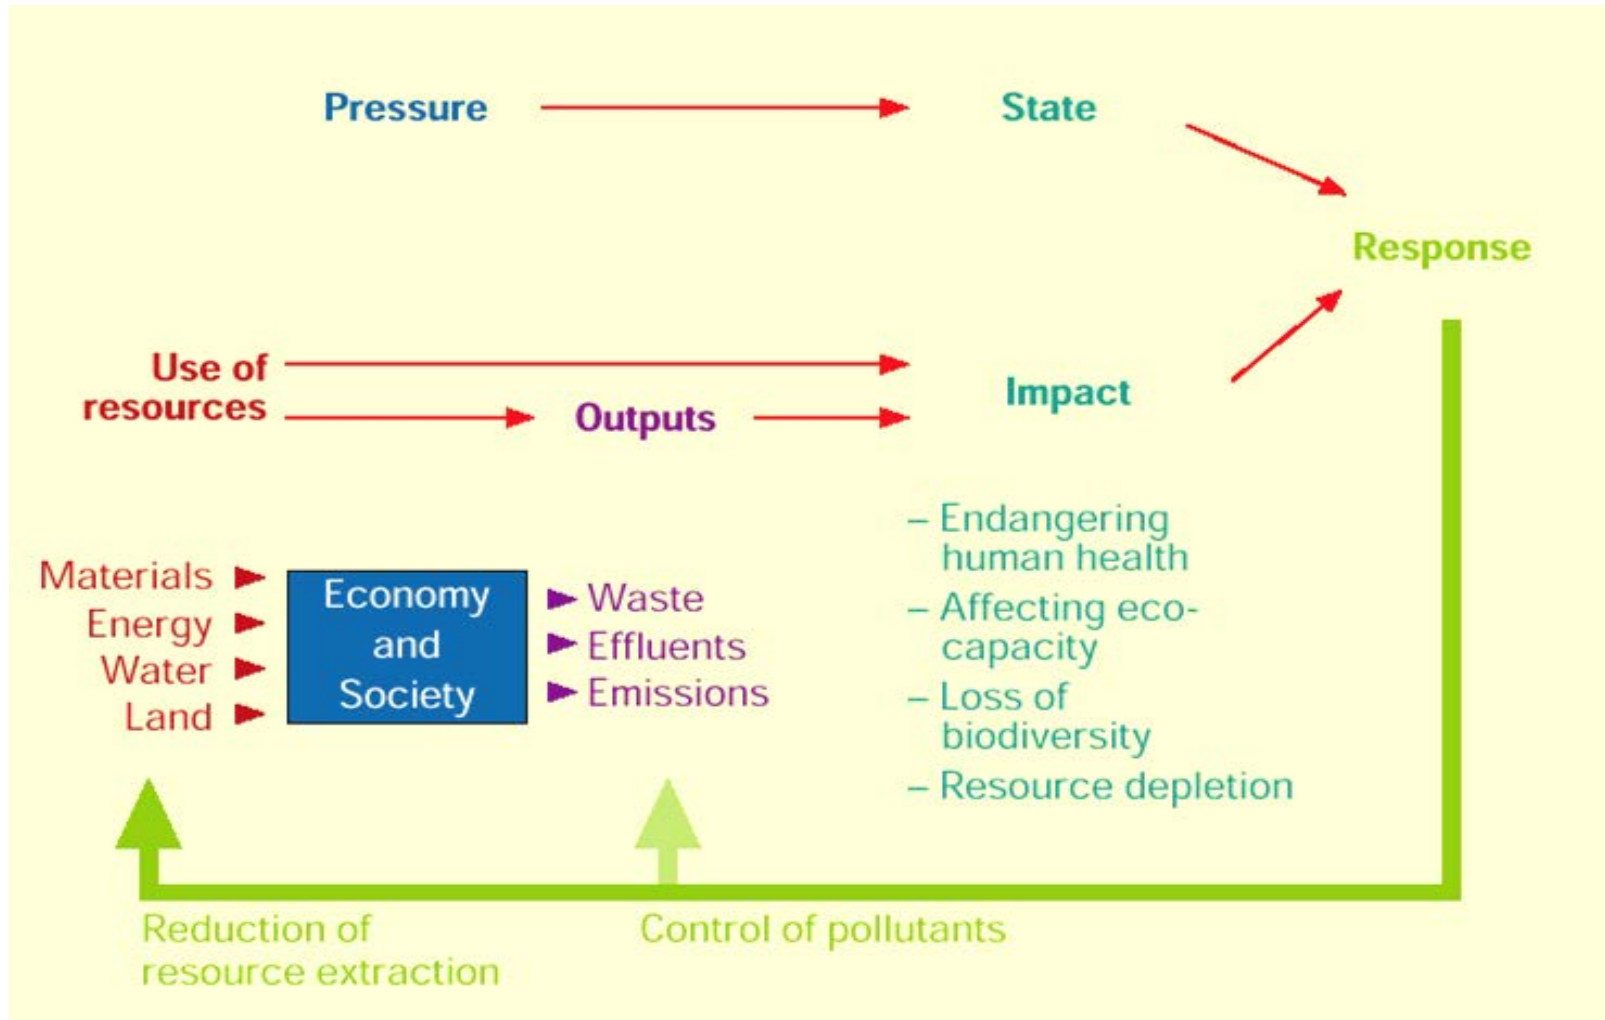 Pressure
State
Response
Use of
resources
Outputs
Impact
Materials
Energy
Water
Land
Economy
and
Society
Waste
Effluents
Emissions
– Endangering
human health
– Affecting eco-
capacity
– Loss of
biodiversity
– Resource depletion
Reduction of
resource extraction
Control of pollutants